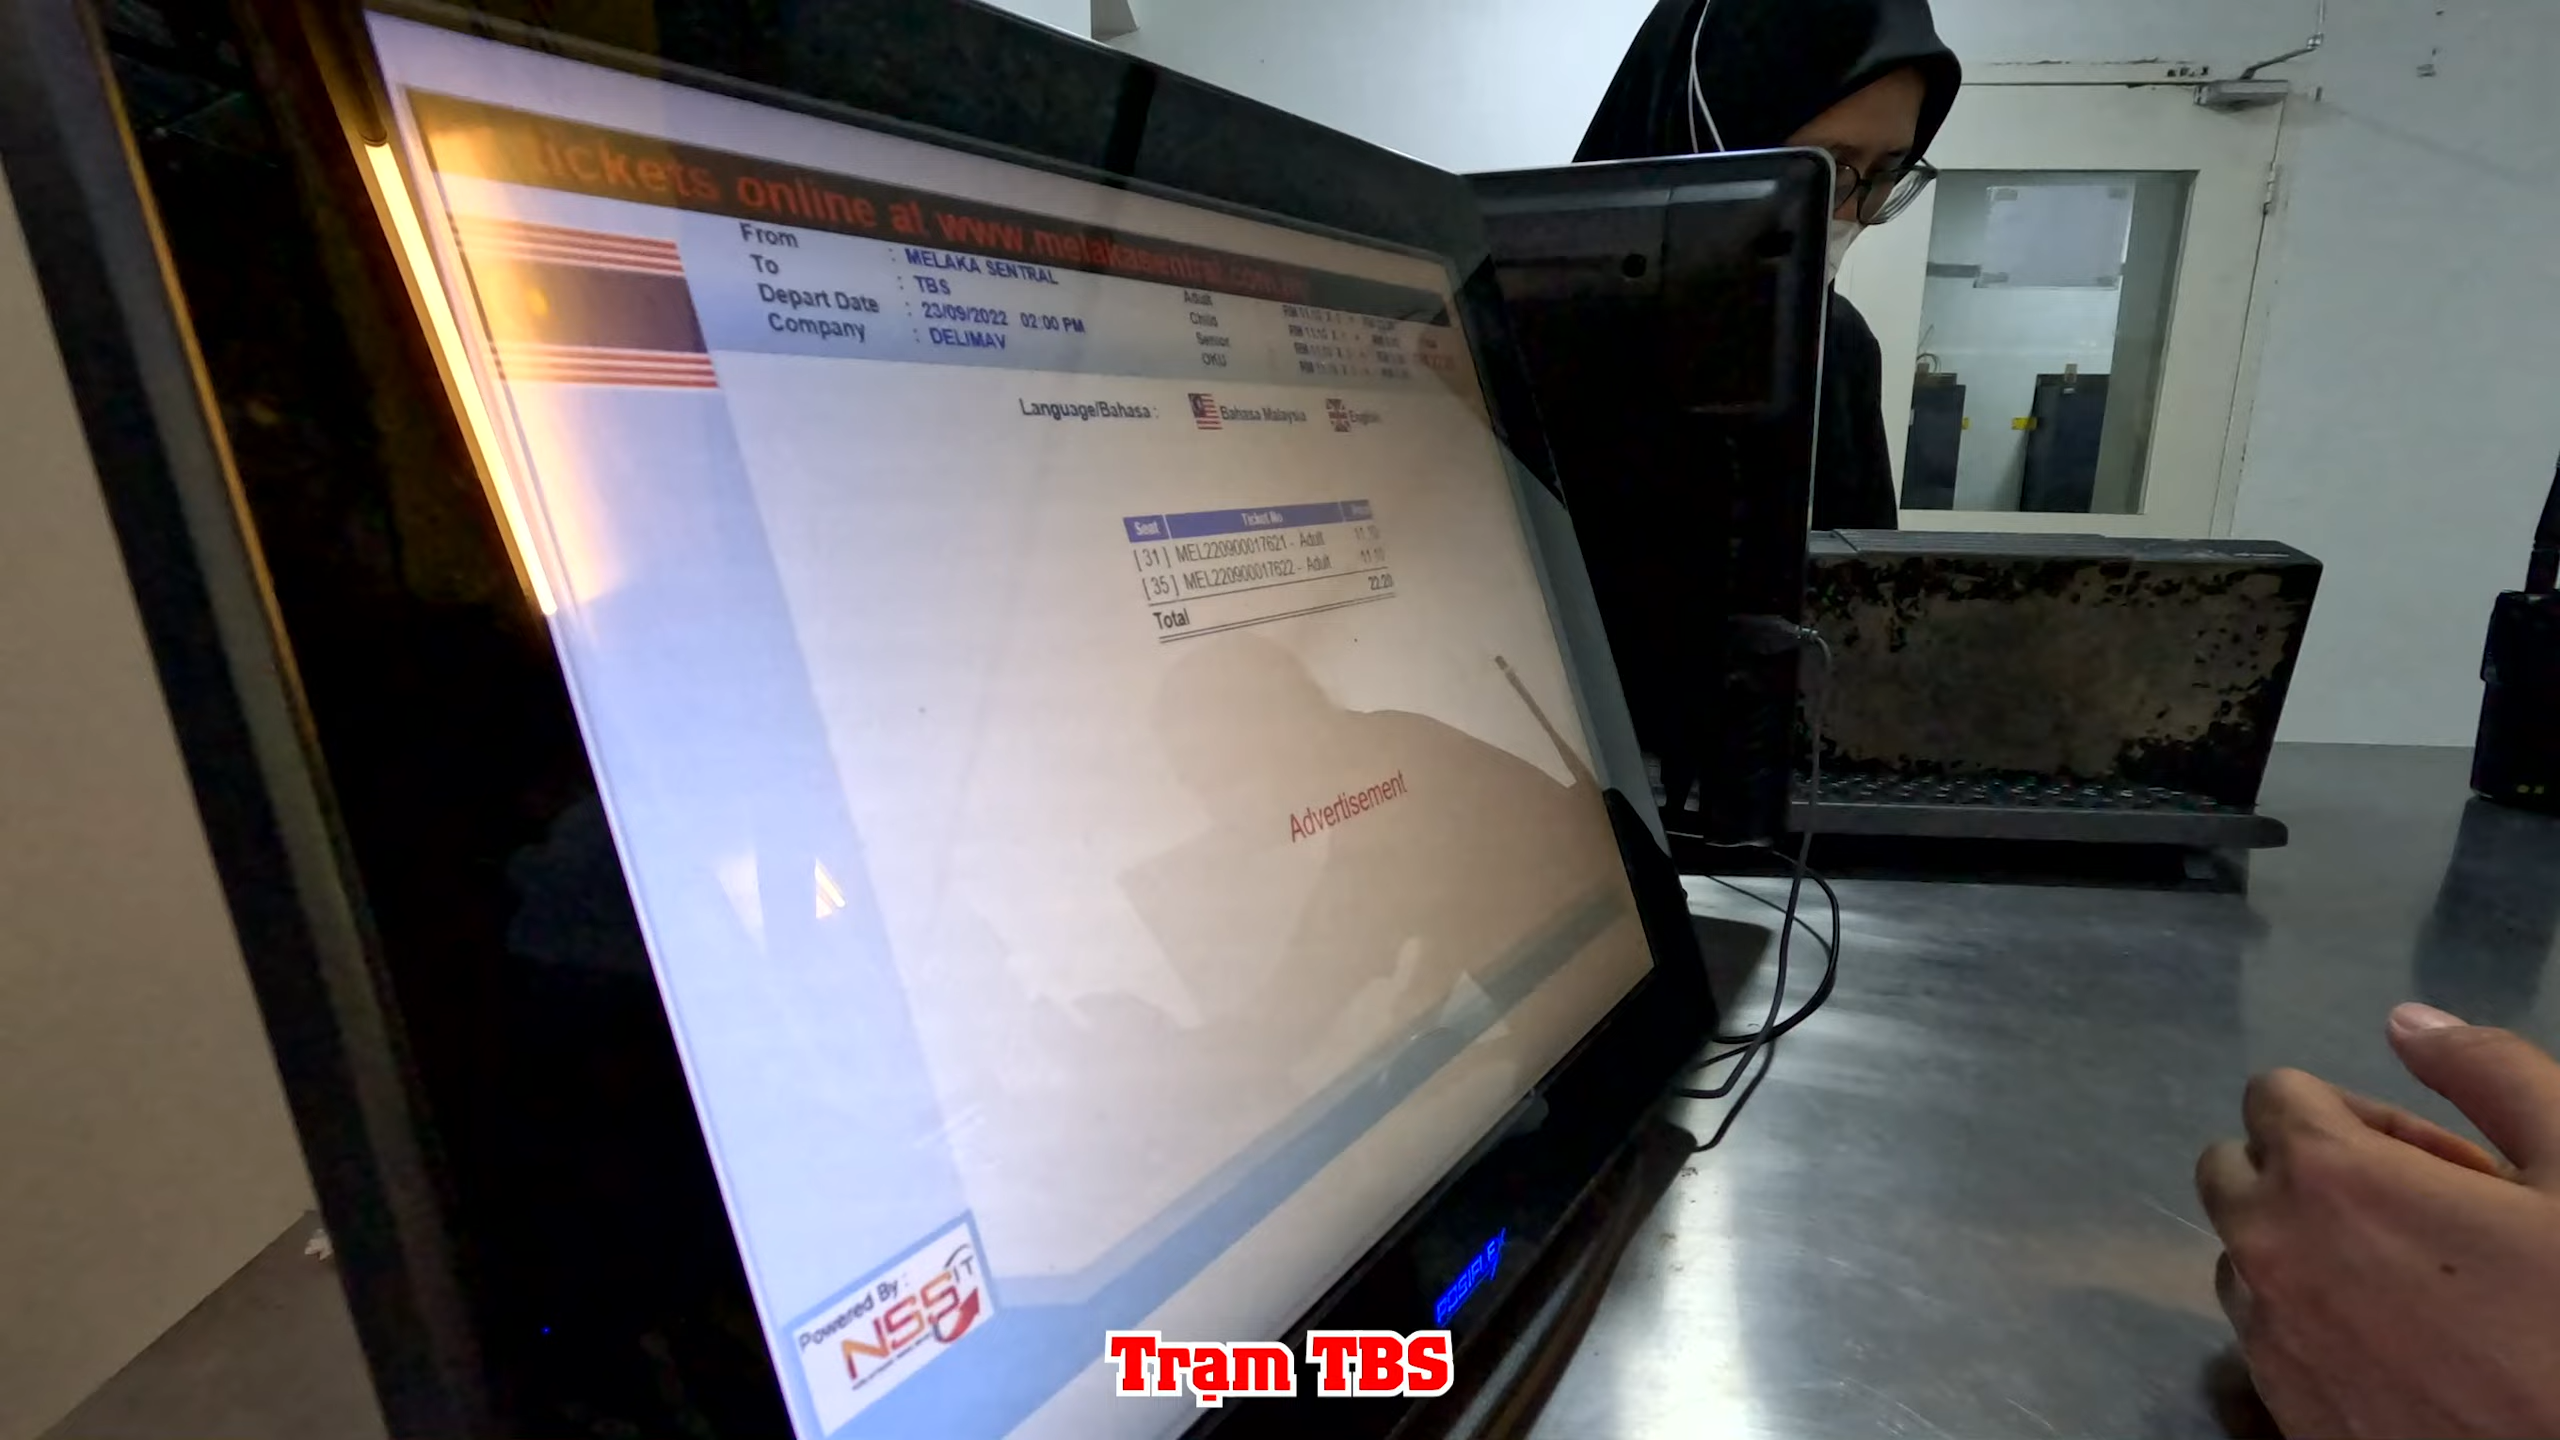 tickets online at www.melakasentral.com.my
From : MELAKA SENTRAL
To : TBS
Depart Date : 23/09/2022 02:00 PM
Company : DELIMAV
Adult
Child
Senior
OKU
Language/Bahasa : Bahasa Malaysia English
Seat Ticket No
[ 31 ] MEL220900017621 - Adult 11.10
[ 35 ] MEL220900017622 - Adult 11.10
Total 22.20
Advertisement
Powered By :
NSS IT
POSIFLEX
Trạm TBS